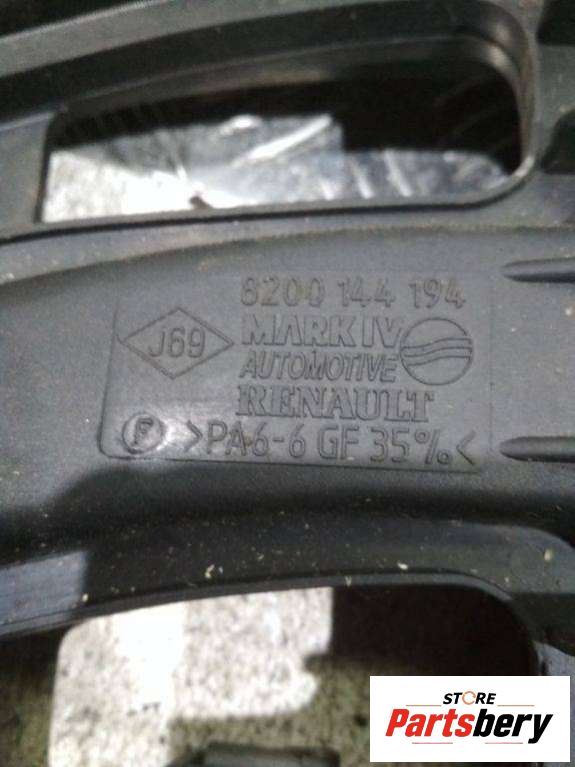 8200 144 194
J69
MARK IV
AUTOMOTIVE
RENAULT
F >PA6-6 GF 35%<
STORE
Partsbery